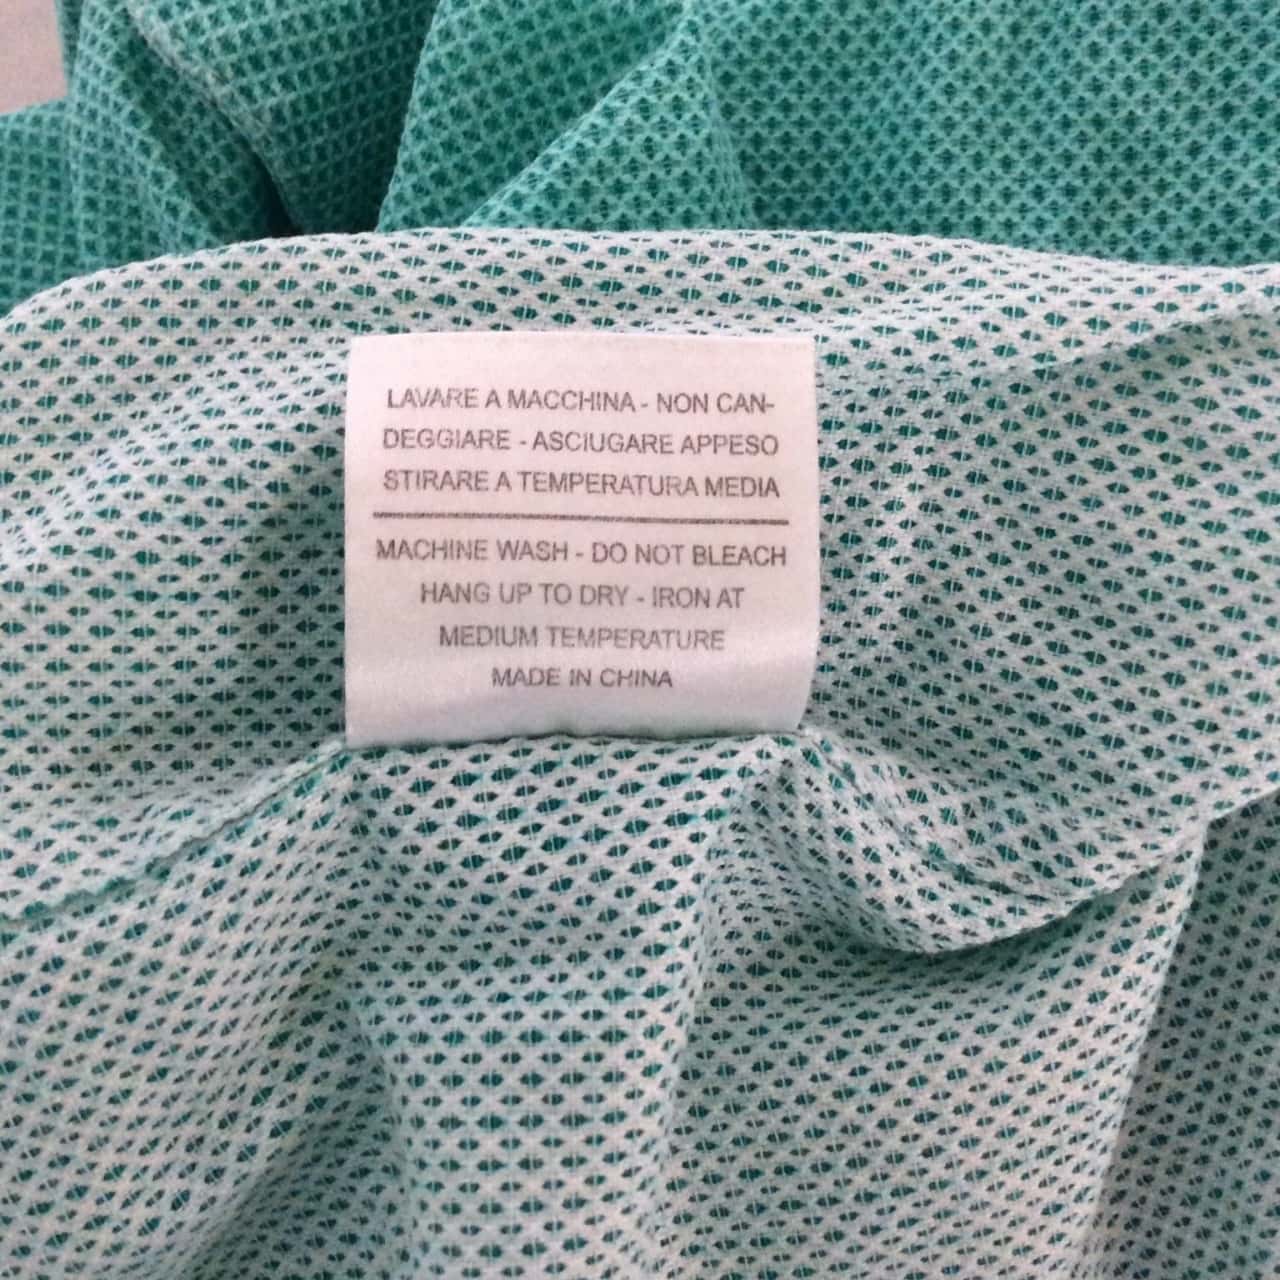 LAVARE A MACCHINA - NON CAN-
DEGGIARE - ASCIUGARE APPESO
STIRARE A TEMPERATURA MEDIA
MACHINE WASH - DO NOT BLEACH
HANG UP TO DRY - IRON AT
MEDIUM TEMPERATURE
MADE IN CHINA